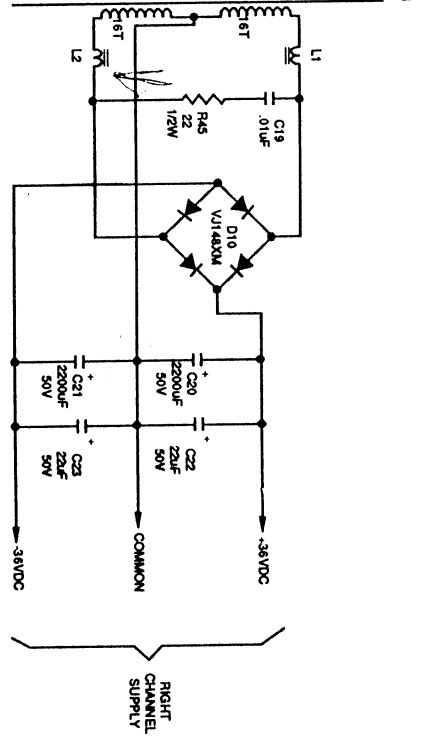 16T
16T
L2
L1
R45
22
1/2W
C19
.01uF
D10
VJ148XM
C21
2200uF
50V
C20
2200uF
50V
C23
22uF
50V
C22
22uF
50V
-36VDC
COMMON
+36VDC
RIGHT
CHANNEL
SUPPLY